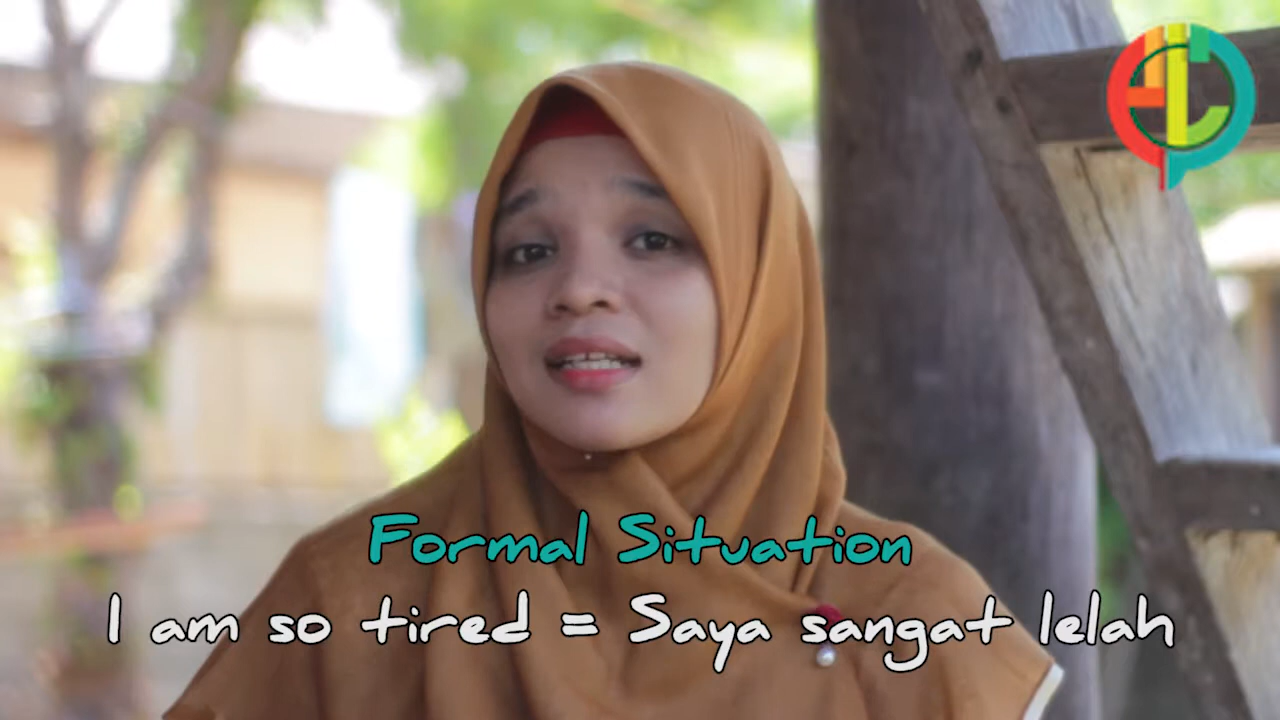 Formal Situation
I am so tired = Saya sangat lelah